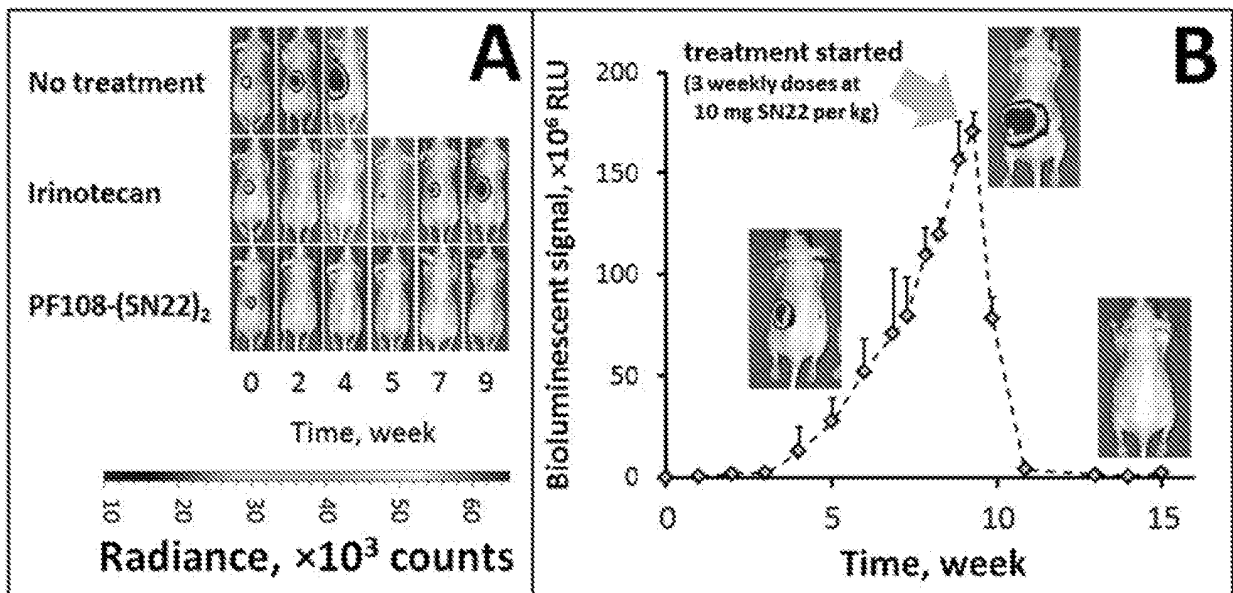 A
No treatment
Irinotecan
PF108-(SN22)₂
0 2 4 5 7 9
Time, week
10 20 30 40 50 60
Radiance, ×10³ counts
B
treatment started
(3 weekly doses at
10 mg SN22 per kg)
Bioluminescent signal, ×10⁶ RLU
200
150
100
50
0
0 5 10 15
Time, week